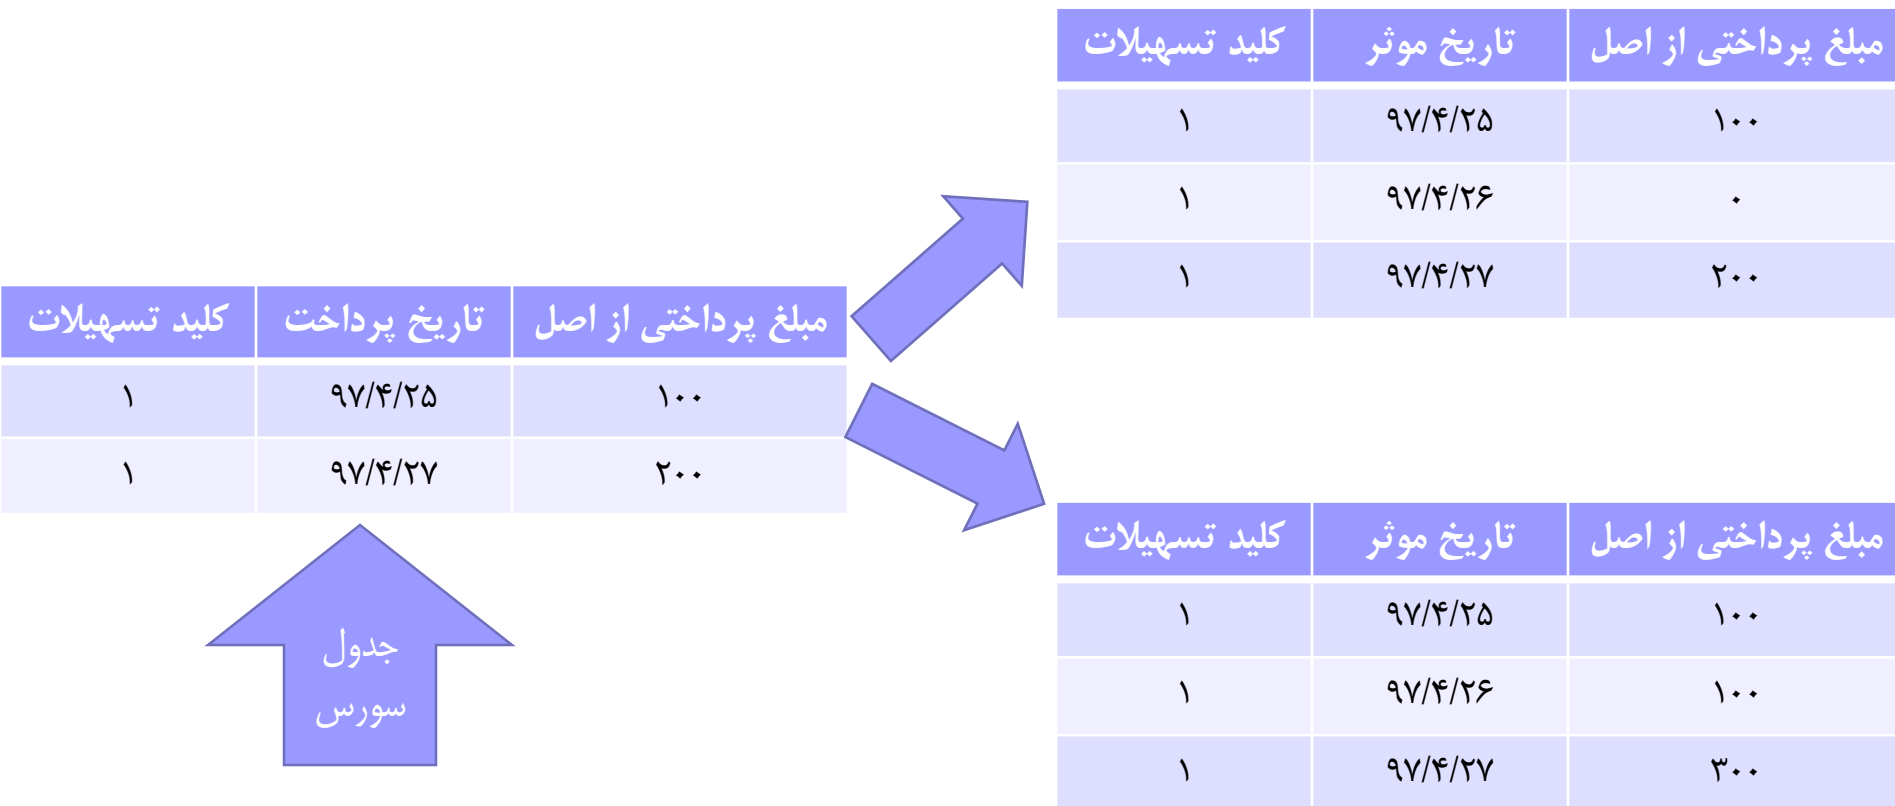 کلید تسهیلات تاریخ موثر مبلغ پرداختی از اصل
۱ ۹۷/۴/۲۵ ۱۰۰
۱ ۹۷/۴/۲۶ ۰
۱ ۹۷/۴/۲۷ ۲۰۰
کلید تسهیلات تاریخ پرداخت مبلغ پرداختی از اصل
۱ ۹۷/۴/۲۵ ۱۰۰
۱ ۹۷/۴/۲۷ ۲۰۰
جدول
سورس
کلید تسهیلات تاریخ موثر مبلغ پرداختی از اصل
۱ ۹۷/۴/۲۵ ۱۰۰
۱ ۹۷/۴/۲۶ ۱۰۰
۱ ۹۷/۴/۲۷ ۳۰۰